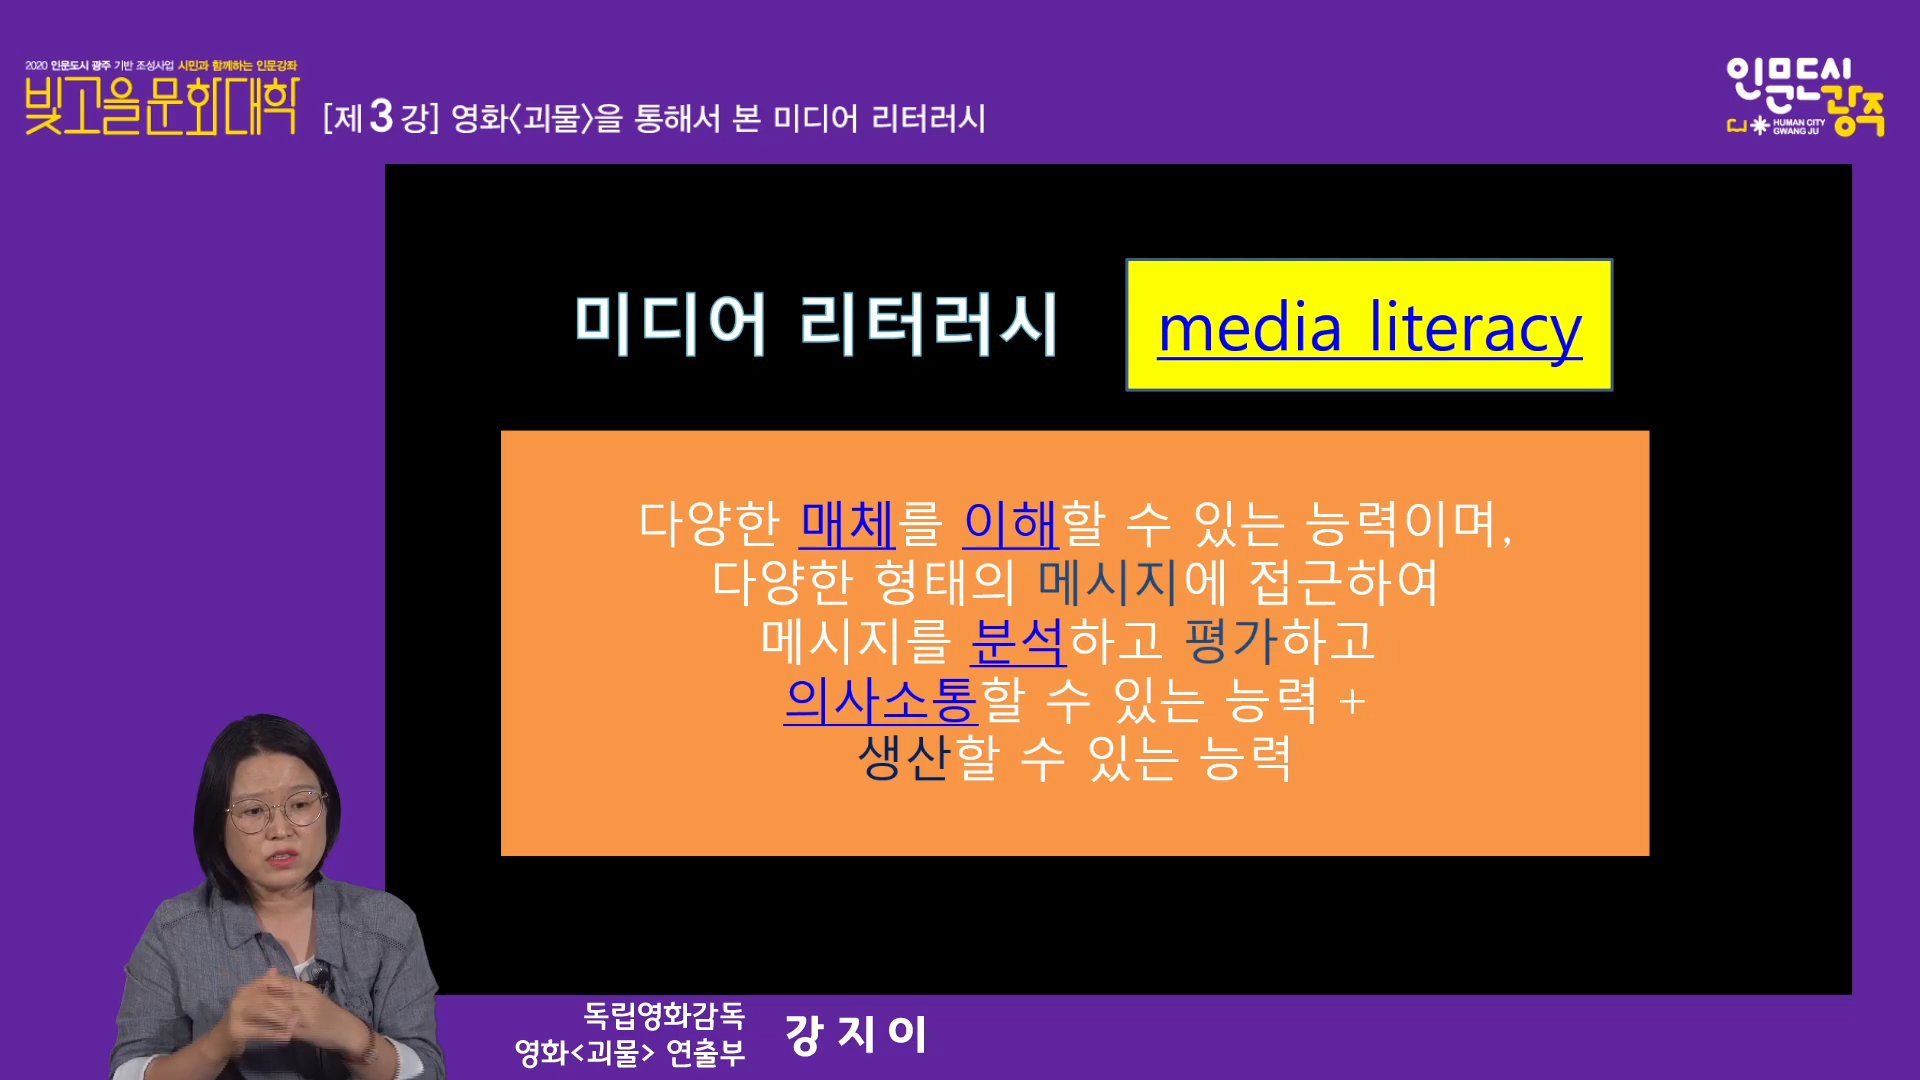 2020 인문도시 광주 기반 조성사업 시민과 함께하는 인문강좌
빛고을문화대학
[제3강] 영화<괴물>을 통해서 본 미디어 리터러시
인문도시
광주
HUMAN CITY
GWANG JU
미디어 리터러시
media literacy
다양한 매체를 이해할 수 있는 능력이며,
다양한 형태의 메시지에 접근하여
메시지를 분석하고 평가하고
의사소통할 수 있는 능력 +
생산할 수 있는 능력
독립영화감독
영화<괴물> 연출부
강지이